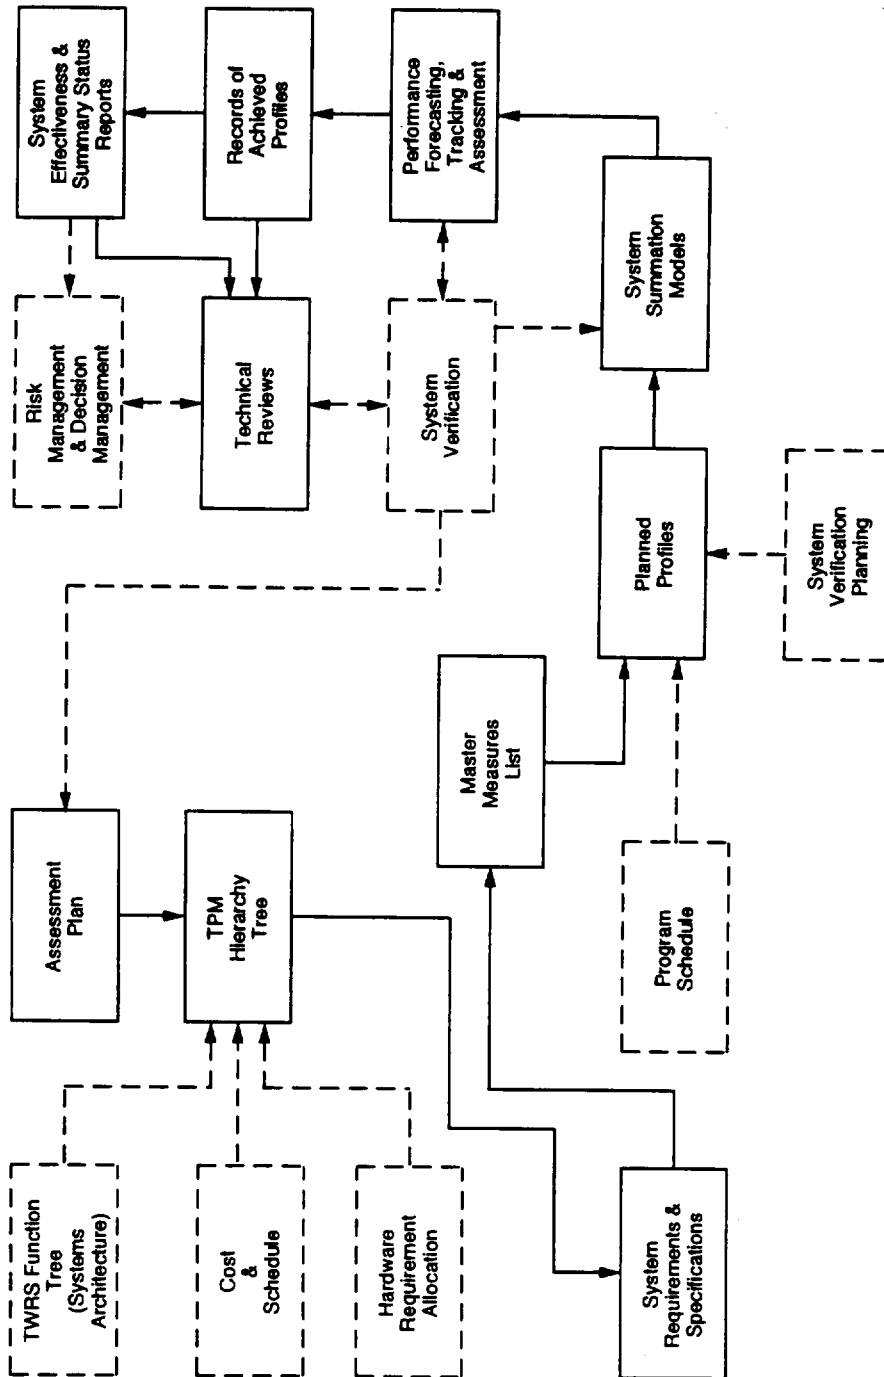 TWRS Function
Tree
(Systems
Architecture)
Cost
&
Schedule
Hardware
Requirement
Allocation
System
Requirements &
Specifications
Assessment
Plan
TPM
Hierarchy
Tree
Master
Measures
List
Program
Schedule
Risk
Management
& Decision
Management
Technical
Reviews
System
Verification
Planned
Profiles
System
Verification
Planning
System
Effectiveness &
Summary Status
Reports
Records of
Achieved
Profiles
Performance
Forecasting,
Tracking &
Assessment
System
Summation
Models